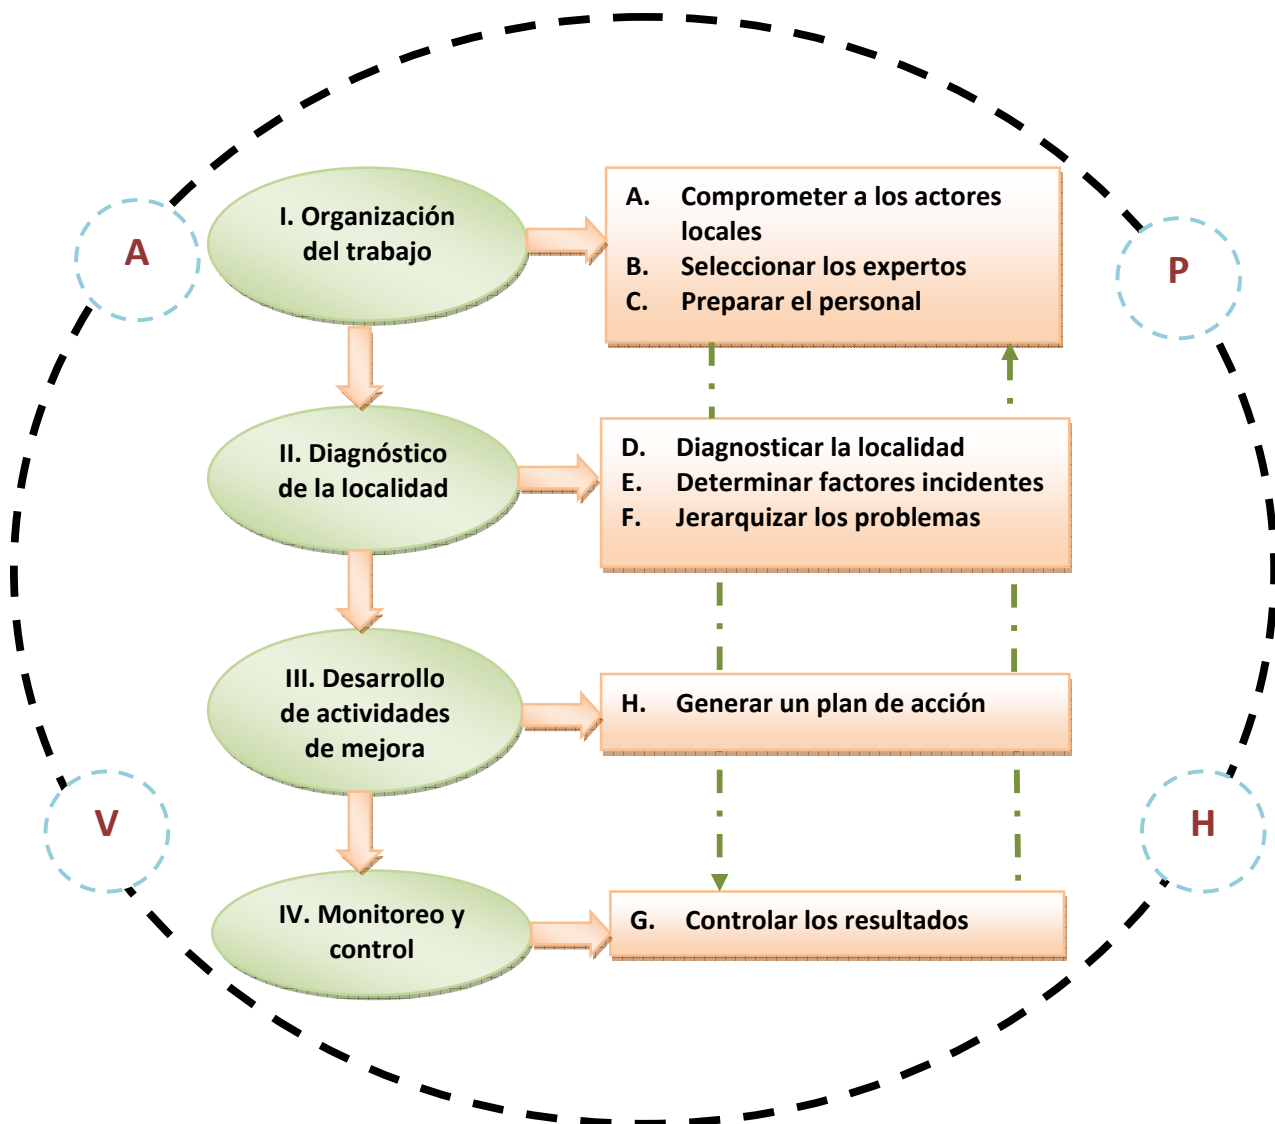 I. Organización
del trabajo
A. Comprometer a los actores
locales
B. Seleccionar los expertos
C. Preparar el personal
A
P
II. Diagnóstico
de la localidad
D. Diagnosticar la localidad
E. Determinar factores incidentes
F. Jerarquizar los problemas
III. Desarrollo
de actividades
de mejora
H. Generar un plan de acción
V
H
IV. Monitoreo y
control
G. Controlar los resultados